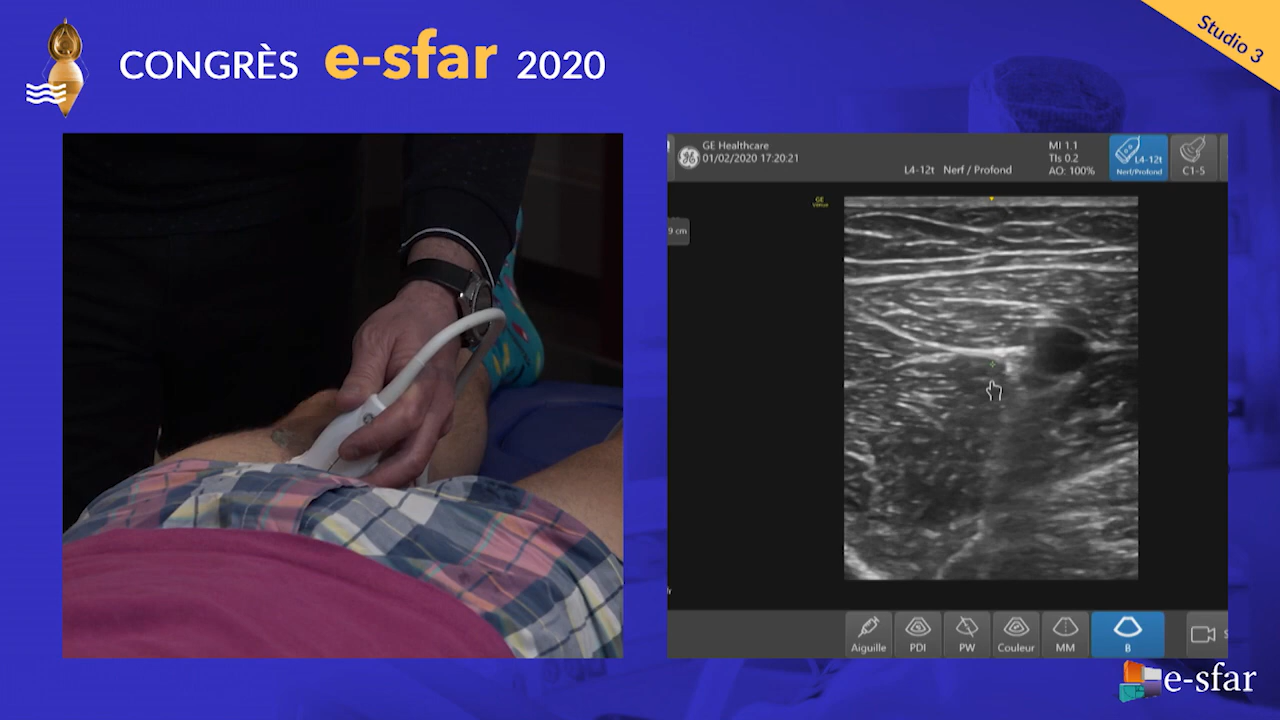 CONGRÈS e-sfar 2020
Studio 3
GE Healthcare
01/02/2020 17:20:21
L4-12t Nerf / Profond
MI 1.1
TIs 0.2
AO: 100%
L4-12t
Nerf/Profond
C1-5
GE
9 cm
Aiguille
PDI
PW
Couleur
MM
B
e-sfar